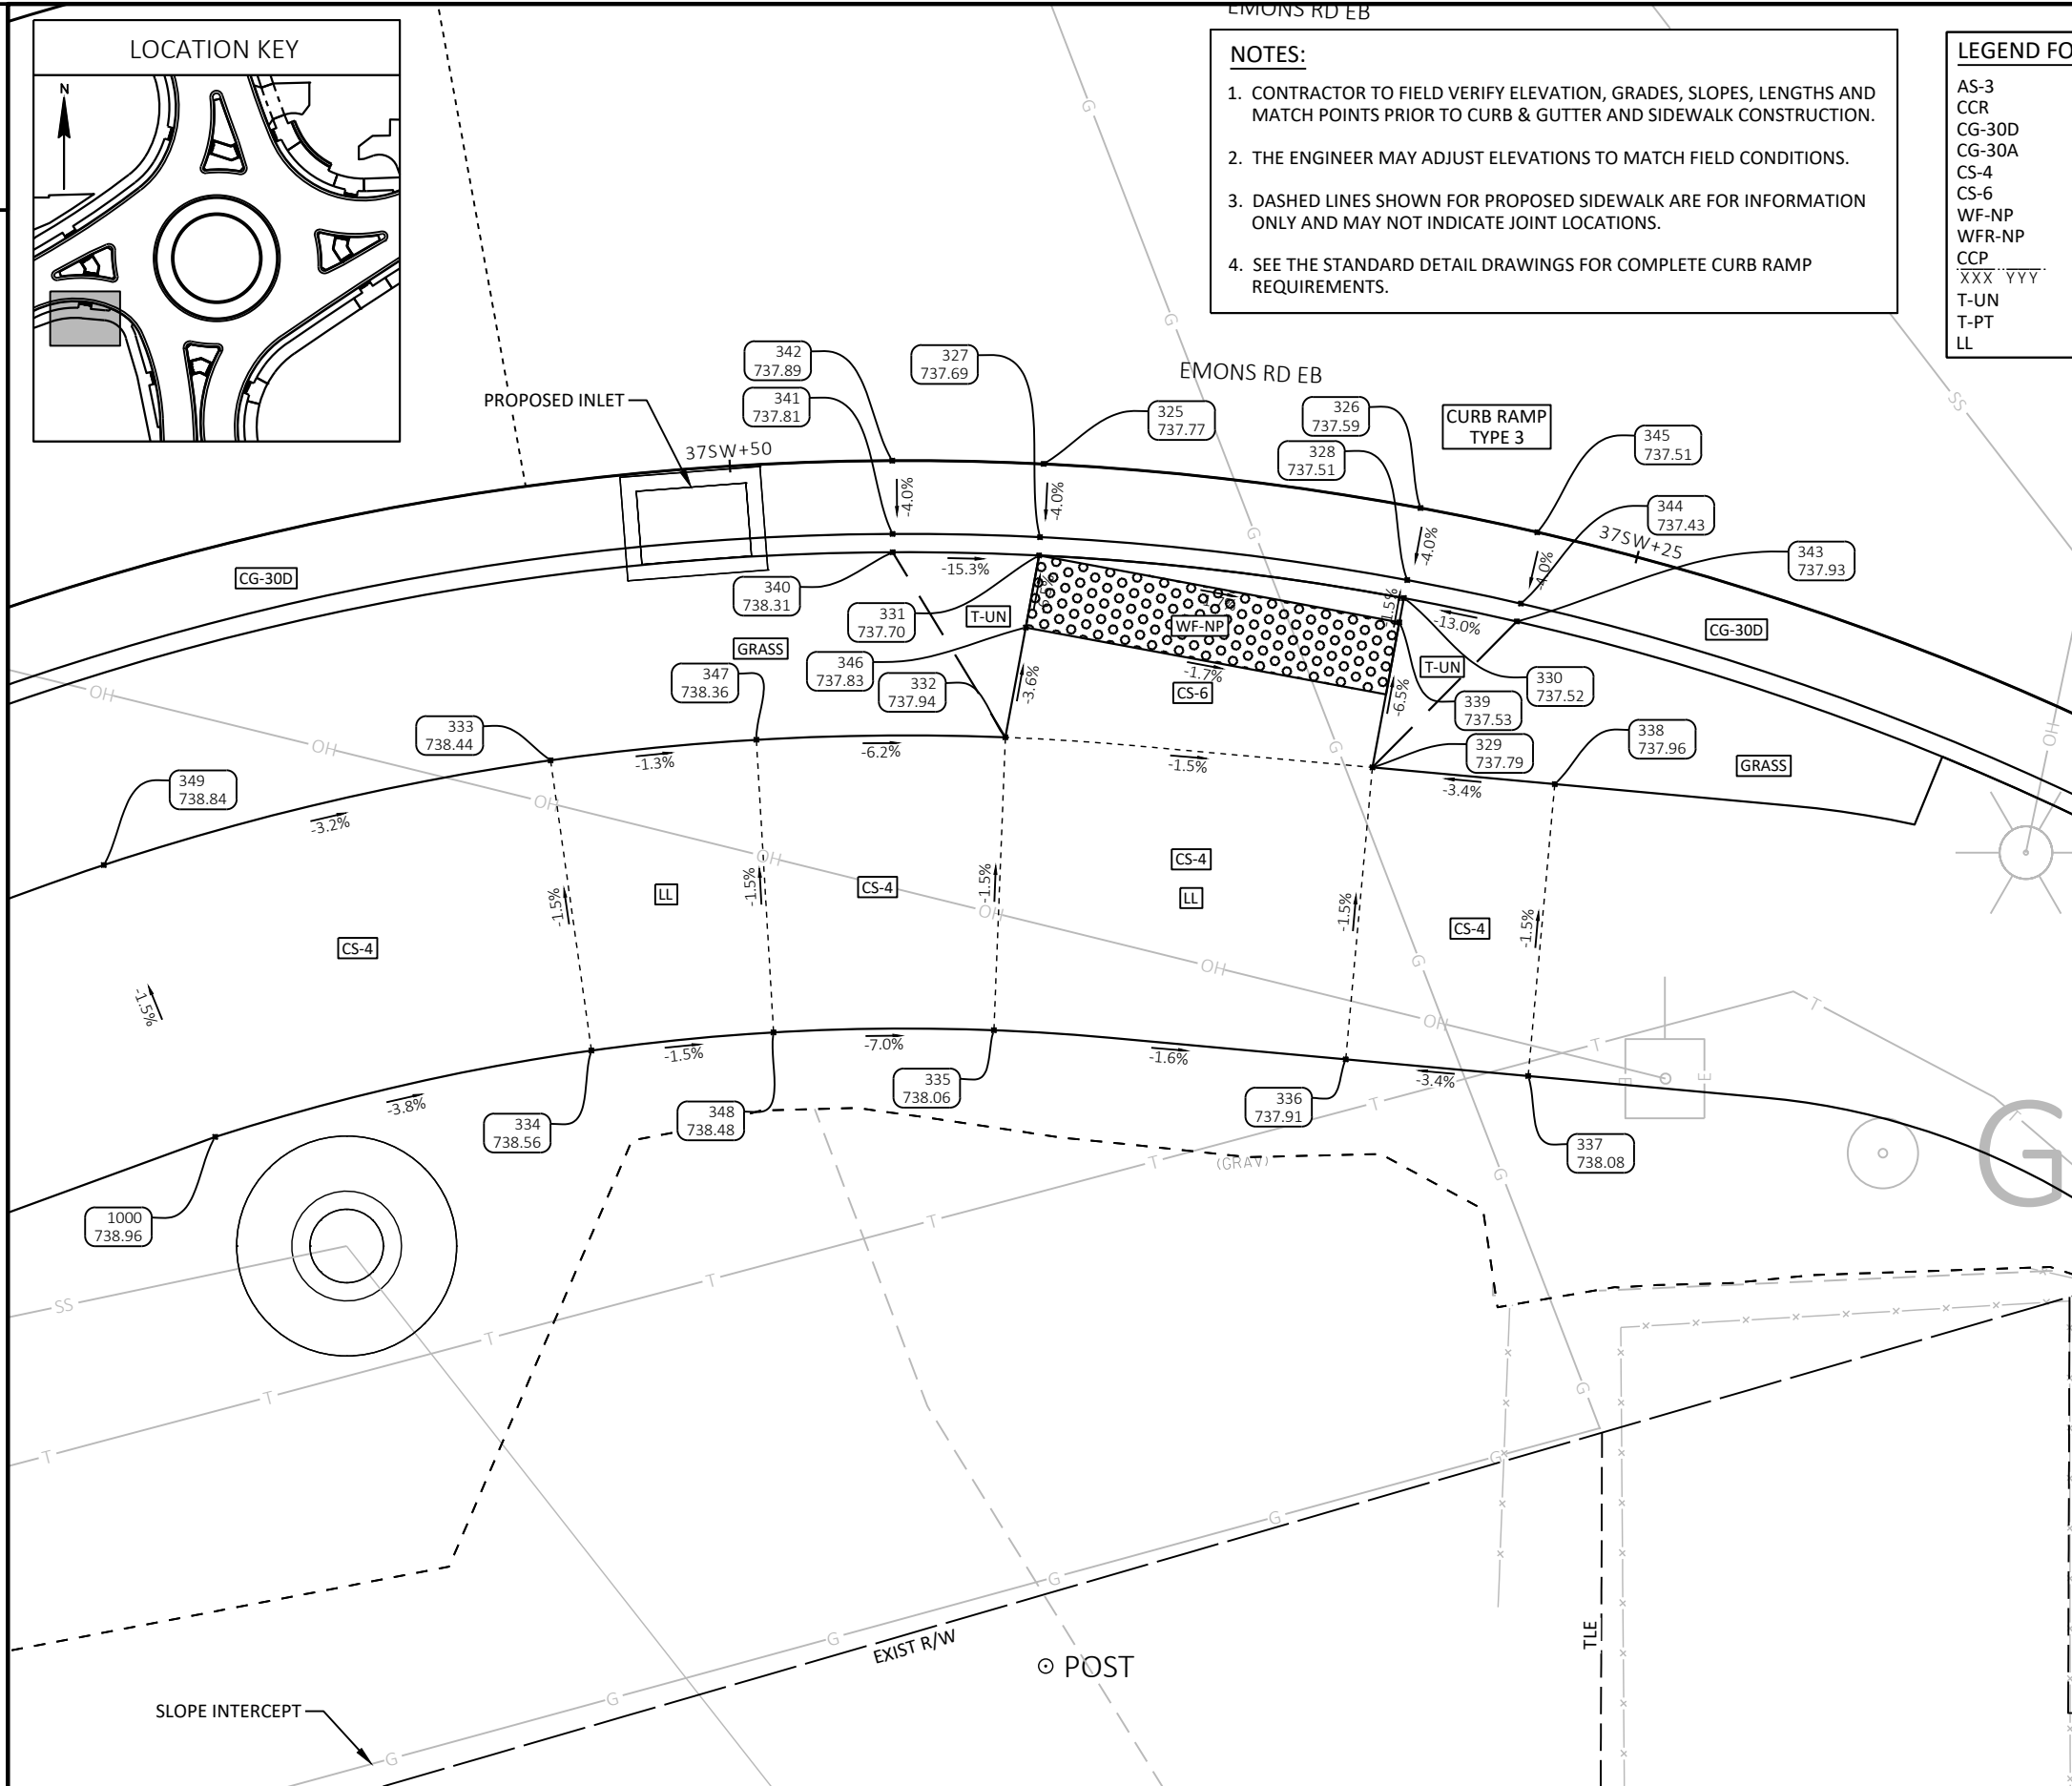 EMONS RD EB
LOCATION KEY
N
NOTES:
1. CONTRACTOR TO FIELD VERIFY ELEVATION, GRADES, SLOPES, LENGTHS AND
MATCH POINTS PRIOR TO CURB & GUTTER AND SIDEWALK CONSTRUCTION.
2. THE ENGINEER MAY ADJUST ELEVATIONS TO MATCH FIELD CONDITIONS.
3. DASHED LINES SHOWN FOR PROPOSED SIDEWALK ARE FOR INFORMATION
ONLY AND MAY NOT INDICATE JOINT LOCATIONS.
4. SEE THE STANDARD DETAIL DRAWINGS FOR COMPLETE CURB RAMP
REQUIREMENTS.
LEGEND FO
AS-3
CCR
CG-30D
CG-30A
CS-4
CS-6
WF-NP
WFR-NP
CCP
XXX YYY
T-UN
T-PT
LL
EMONS RD EB
PROPOSED INLET
342
737.89
341
737.81
327
737.69
325
737.77
326
737.59
328
737.51
CURB RAMP
TYPE 3
345
737.51
344
737.43
343
737.93
37SW+50
37SW+25
-4.0%
-4.0%
-4.0%
-4.0%
CG-30D
340
738.31
-15.3%
331
737.70
T-UN
WF-NP
-1.5%
-13.0%
CG-30D
GRASS
346
737.83
347
738.36
332
737.94
-3.6%
-1.7%
CS-6
T-UN
-6.5%
330
737.52
339
737.53
329
737.79
338
737.96
GRASS
333
738.44
349
738.84
-1.3%
-6.2%
-1.5%
-3.4%
-3.2%
-1.5%
-1.5%
-1.5%
-1.5%
-1.5%
-1.5%
CS-4
LL
CS-4
CS-4
LL
CS-4
-3.8%
-1.5%
-7.0%
-1.6%
-3.4%
1000
738.96
334
738.56
348
738.48
335
738.06
336
737.91
337
738.08
(GRAV)
G
OH
OH
OH
OH
OH
OH
OH
OH
SS
SS
T
T
T
T
T
T
T
T
T
G
G
G
G
G
G
G
G
G
G
G
G
G
G
E
E
EXIST R/W
POST
TLE
SLOPE INTERCEPT